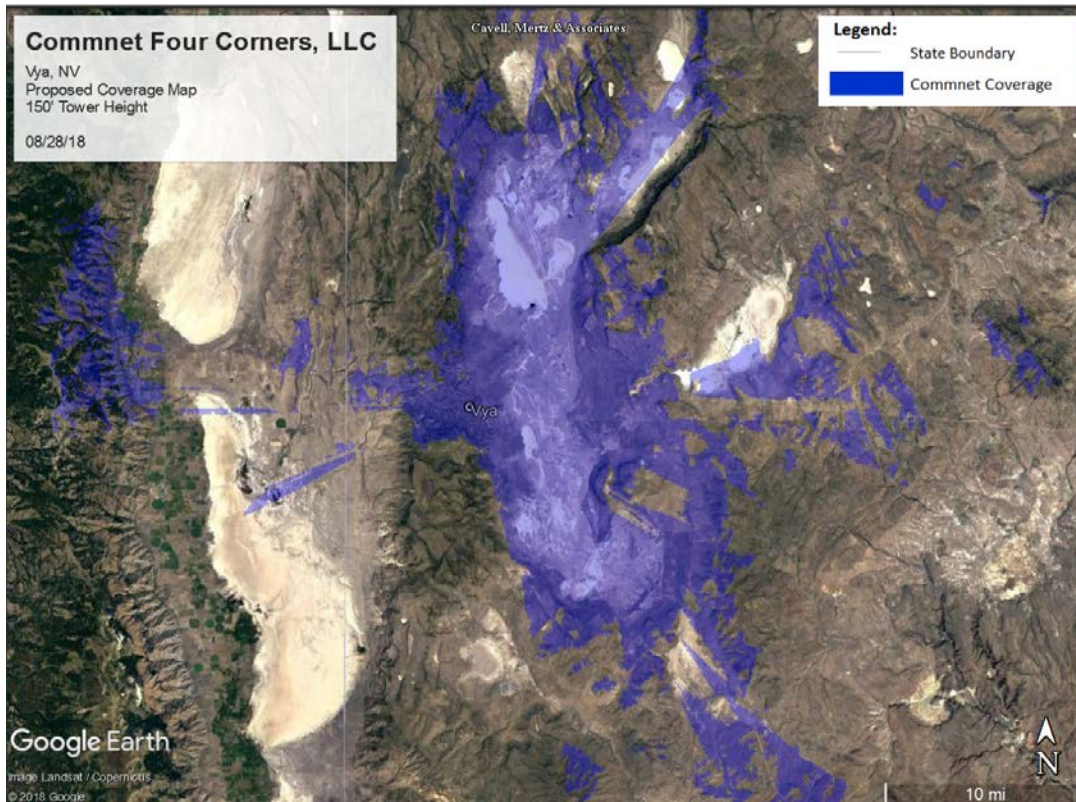 Commnet Four Corners, LLC
Vya, NV
Proposed Coverage Map
150' Tower Height
08/28/18
Cavell, Mertz & Associates
Legend:
State Boundary
Commnet Coverage
Vya
Google Earth
Image Landsat / Copernicus
© 2018 Google
N
10 mi